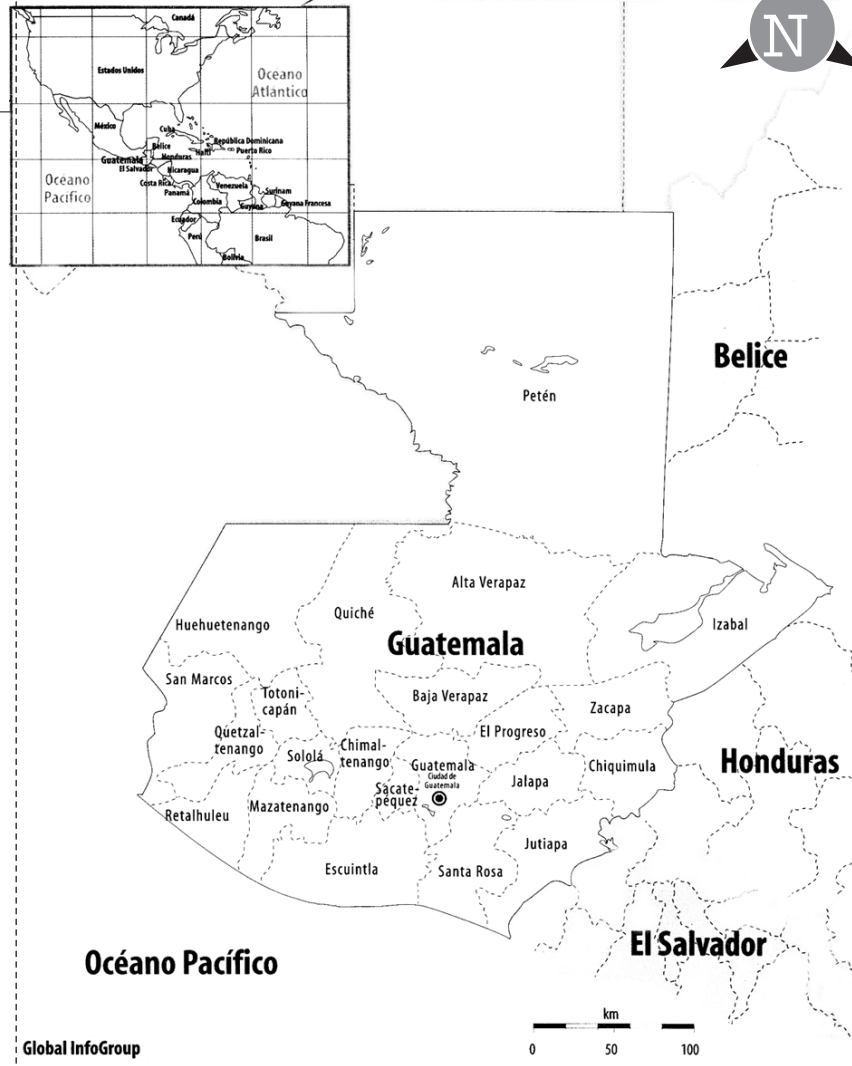 Canadá
Estados Unidos
Océano
Atlántico
México
Cuba
República Dominicana
Puerto Rico
Haití
Belice
Honduras
Guatemala
El Salvador
Nicaragua
Océano
Pacífico
Costa Rica
Panamá
Venezuela
Surinam
Guyana
Guyana Francesa
Colombia
Ecuador
Perú
Brasil
Bolivia
N
Belice
Petén
Alta Verapaz
Quiché
Huehuetenango
Izabal
Guatemala
San Marcos
Totoni-
capán
Baja Verapaz
Zacapa
Quetzal-
tenango
El Progreso
Sololá
Chimal-
tenango
Guatemala
Ciudad de
Guatemala
Chiquimula
Honduras
Jalapa
Sacate-
péquez
Mazatenango
Retalhuleu
Jutiapa
Escuintla
Santa Rosa
El Salvador
Océano Pacífico
km
0 50 100
Global InfoGroup